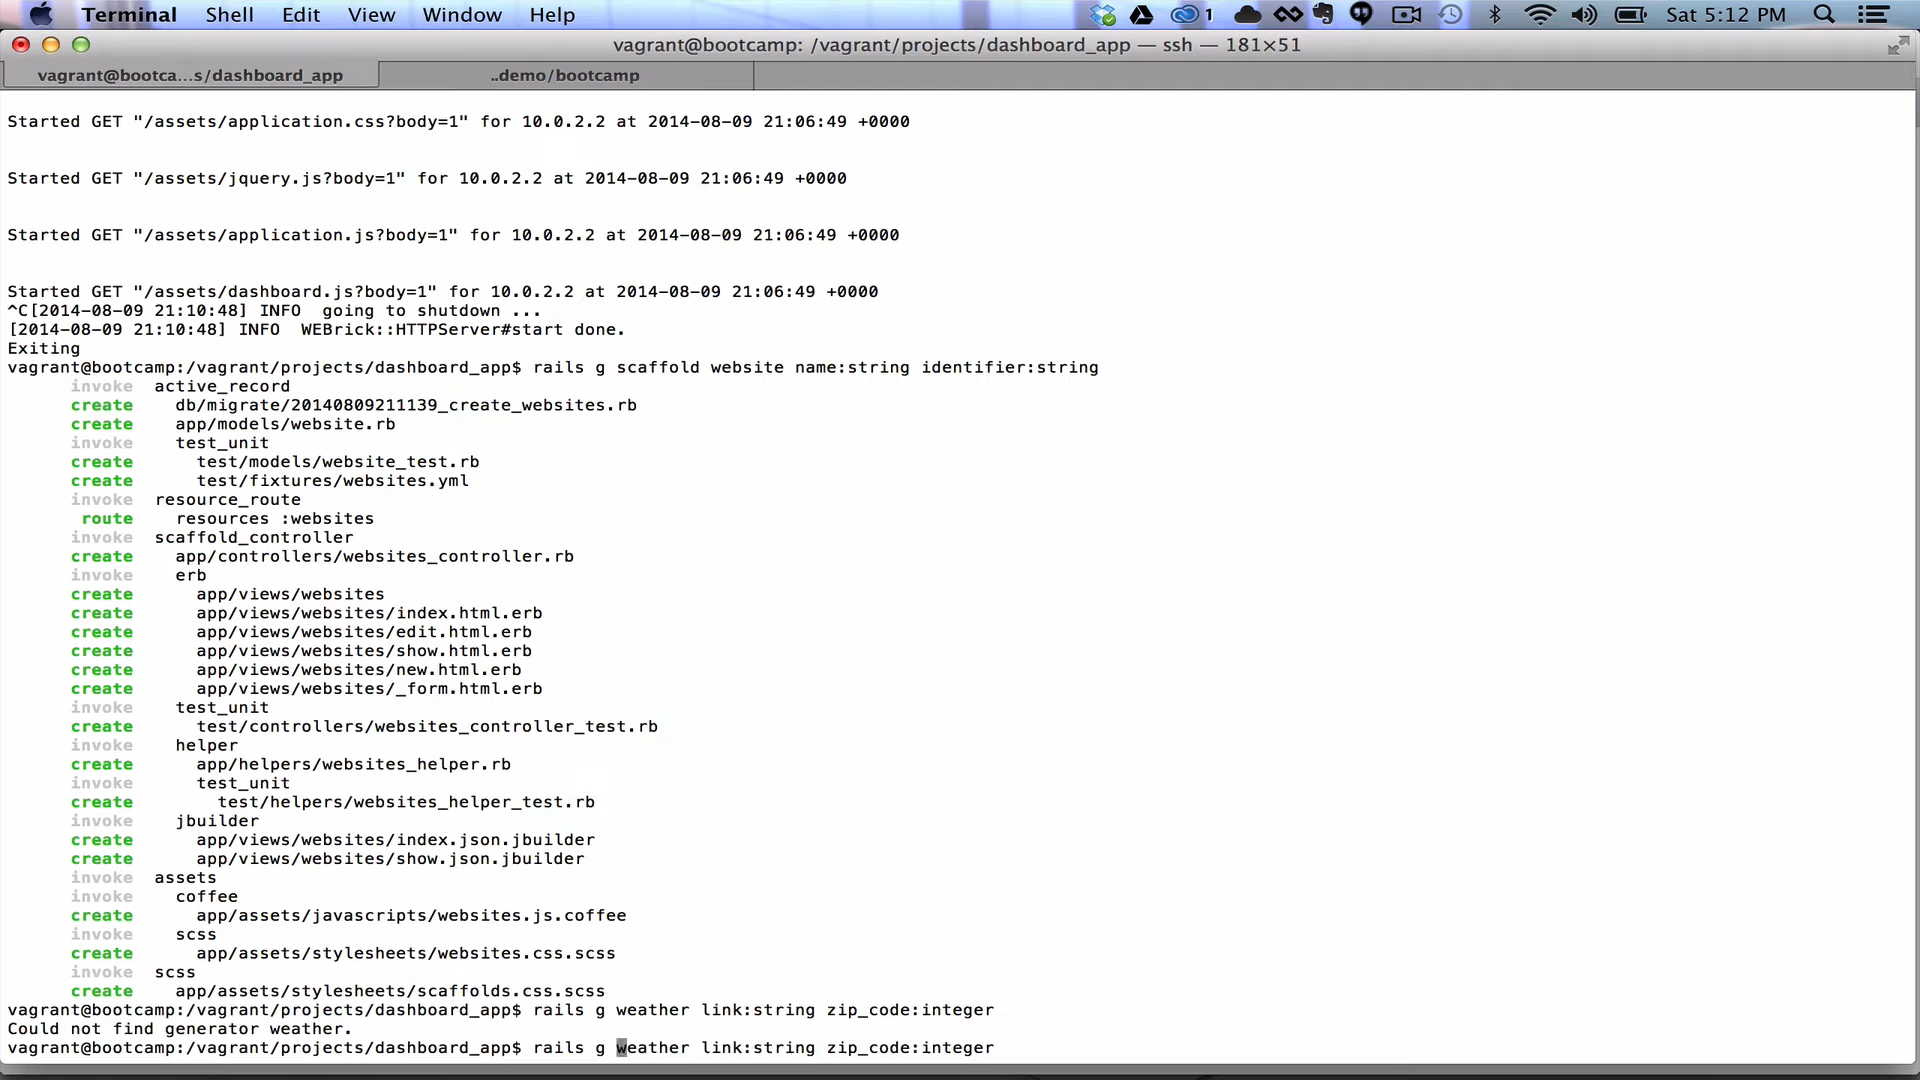 Terminal Shell Edit View Window Help 1 Sat 5:12 PM
vagrant@bootcamp: /vagrant/projects/dashboard_app — ssh — 181×51
vagrant@bootca...s/dashboard_app ..demo/bootcamp
Started GET "/assets/application.css?body=1" for 10.0.2.2 at 2014-08-09 21:06:49 +0000
Started GET "/assets/jquery.js?body=1" for 10.0.2.2 at 2014-08-09 21:06:49 +0000
Started GET "/assets/application.js?body=1" for 10.0.2.2 at 2014-08-09 21:06:49 +0000
Started GET "/assets/dashboard.js?body=1" for 10.0.2.2 at 2014-08-09 21:06:49 +0000
^C[2014-08-09 21:10:48] INFO  going to shutdown ...
[2014-08-09 21:10:48] INFO  WEBrick::HTTPServer#start done.
Exiting
vagrant@bootcamp:/vagrant/projects/dashboard_app$ rails g scaffold website name:string identifier:string
      invoke  active_record
      create    db/migrate/20140809211139_create_websites.rb
      create    app/models/website.rb
      invoke    test_unit
      create      test/models/website_test.rb
      create      test/fixtures/websites.yml
      invoke  resource_route
       route    resources :websites
      invoke  scaffold_controller
      create    app/controllers/websites_controller.rb
      invoke    erb
      create      app/views/websites
      create      app/views/websites/index.html.erb
      create      app/views/websites/edit.html.erb
      create      app/views/websites/show.html.erb
      create      app/views/websites/new.html.erb
      create      app/views/websites/_form.html.erb
      invoke    test_unit
      create      test/controllers/websites_controller_test.rb
      invoke    helper
      create      app/helpers/websites_helper.rb
      invoke      test_unit
      create        test/helpers/websites_helper_test.rb
      invoke    jbuilder
      create      app/views/websites/index.json.jbuilder
      create      app/views/websites/show.json.jbuilder
      invoke  assets
      invoke    coffee
      create      app/assets/javascripts/websites.js.coffee
      invoke    scss
      create      app/assets/stylesheets/websites.css.scss
      invoke  scss
      create    app/assets/stylesheets/scaffolds.css.scss
vagrant@bootcamp:/vagrant/projects/dashboard_app$ rails g weather link:string zip_code:integer
Could not find generator weather.
vagrant@bootcamp:/vagrant/projects/dashboard_app$ rails g weather link:string zip_code:integer